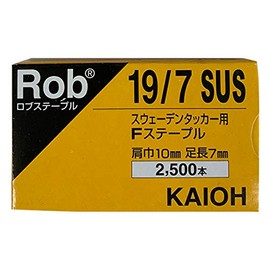 Rob®
ロブステープル
19/7 SUS
スウェーデンタッカー用
Fステープル
肩巾10mm 足長7mm
2,500本
KAIOH